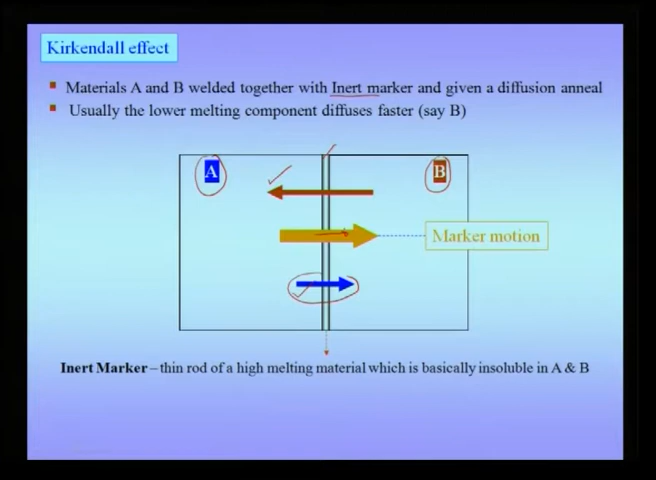 Kirkendall effect
Materials A and B welded together with Inert marker and given a diffusion anneal
Usually the lower melting component diffuses faster (say B)
A
B
Marker motion
Inert Marker – thin rod of a high melting material which is basically insoluble in A & B